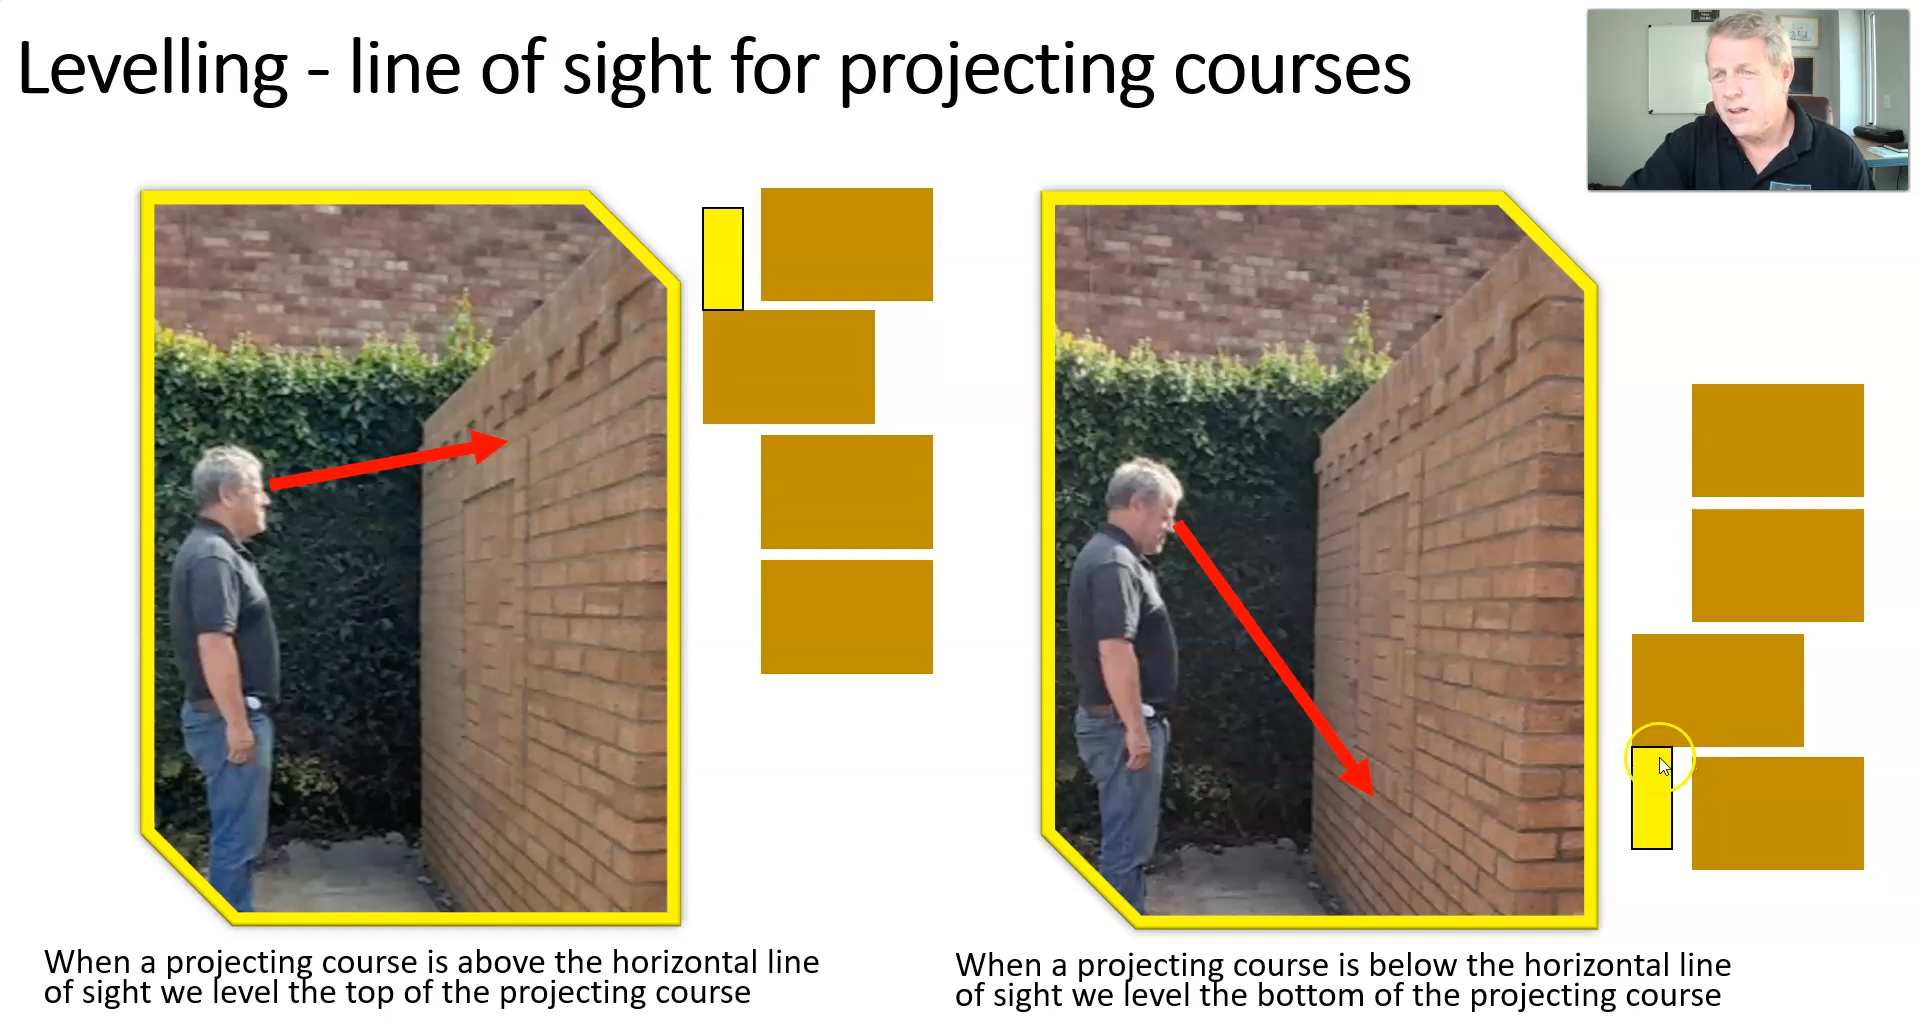 Levelling - line of sight for projecting courses
When a projecting course is above the horizontal line
of sight we level the top of the projecting course
When a projecting course is below the horizontal line
of sight we level the bottom of the projecting course